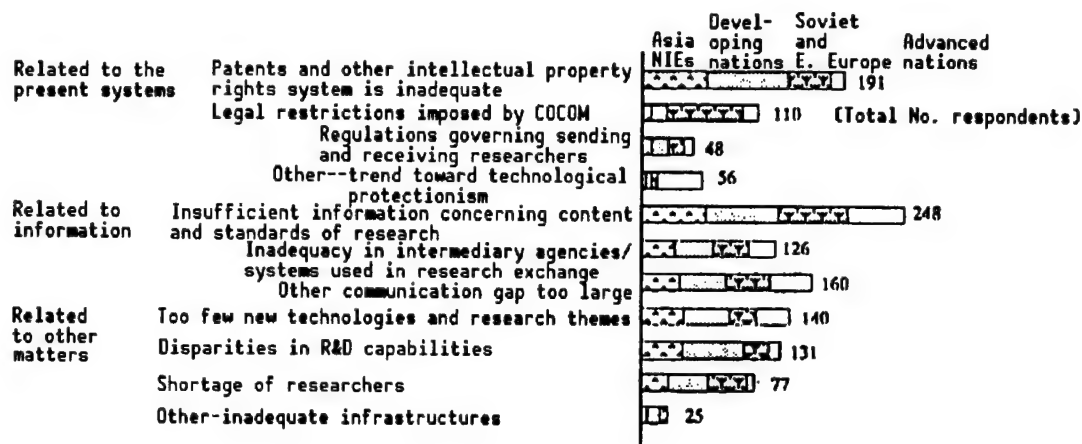 Asia NIEs
Devel-
oping
nations
Soviet
and
E. Europe
Advanced
nations
Related to the
present systems
Patents and other intellectual property
rights system is inadequate
191
Legal restrictions imposed by COCOM
110
(Total No. respondents)
Regulations governing sending
and receiving researchers
48
Other--trend toward technological
protectionism
56
Related to
information
Insufficient information concerning content
and standards of research
248
Inadequacy in intermediary agencies/
systems used in research exchange
126
Other communication gap too large
160
Related
to other
matters
Too few new technologies and research themes
140
Disparities in R&D capabilities
131
Shortage of researchers
77
Other-inadequate infrastructures
25